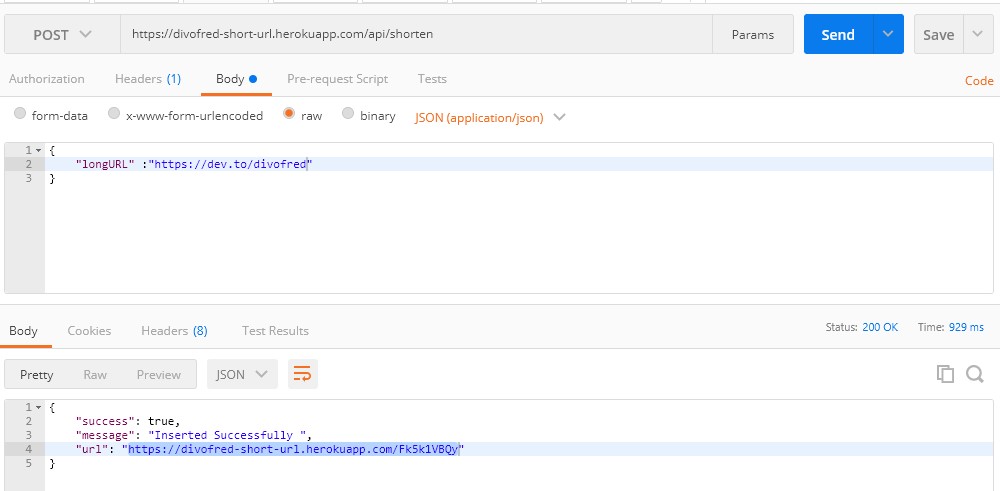 POST https://divofred-short-url.herokuapp.com/api/shorten Params Send Save
Authorization Headers (1) Body Pre-request Script Tests Code
form-data x-www-form-urlencoded raw binary JSON (application/json)
1 {
2 "longURL" :"https://dev.to/divofred"
3 }
Body Cookies Headers (8) Test Results Status: 200 OK Time: 929 ms
Pretty Raw Preview JSON
1 {
2 "success": true,
3 "message": "Inserted Successfully ",
4 "url": "https://divofred-short-url.herokuapp.com/Fk5k1VBQy"
5 }